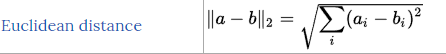 Euclidean distance
‖a − b‖₂ = √∑ᵢ(aᵢ − bᵢ)²